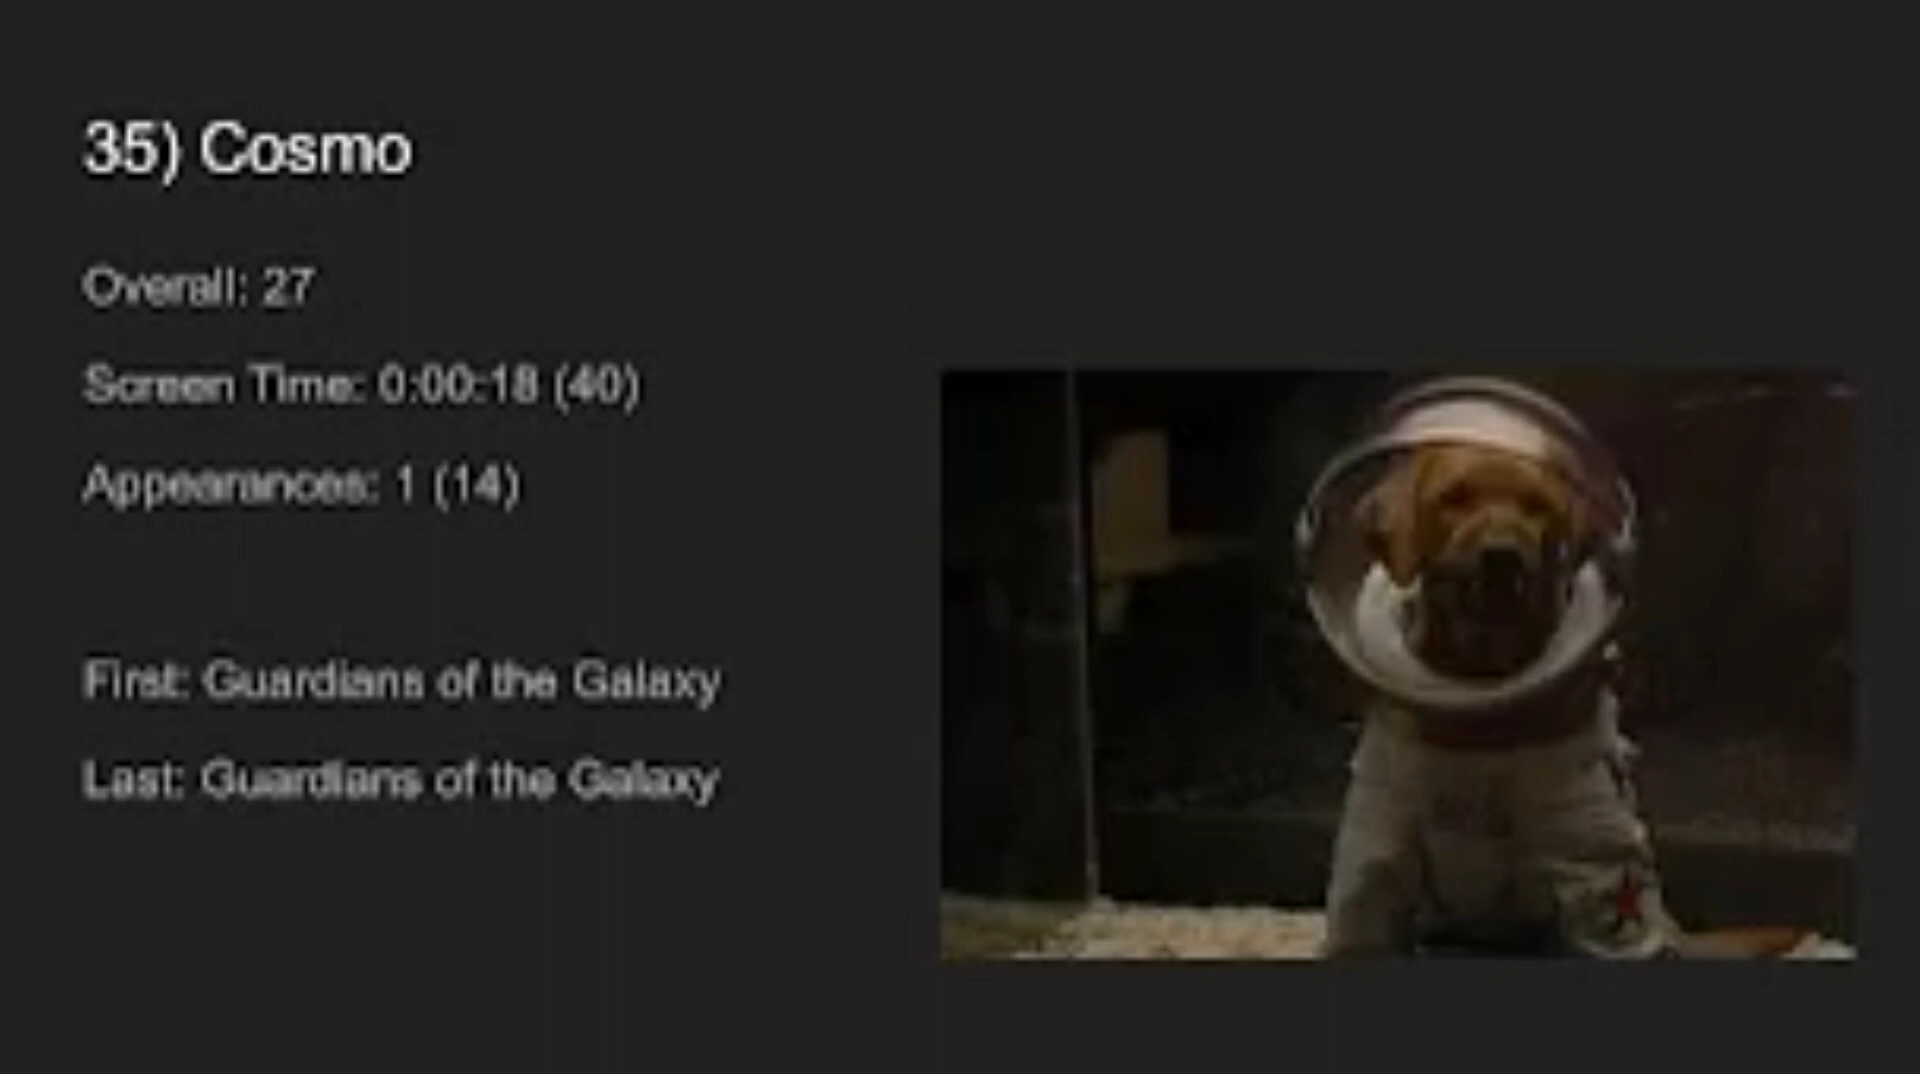 35) Cosmo
Overall: 27
Screen Time: 0:00:18 (40)
Appearances: 1 (14)
First: Guardians of the Galaxy
Last: Guardians of the Galaxy